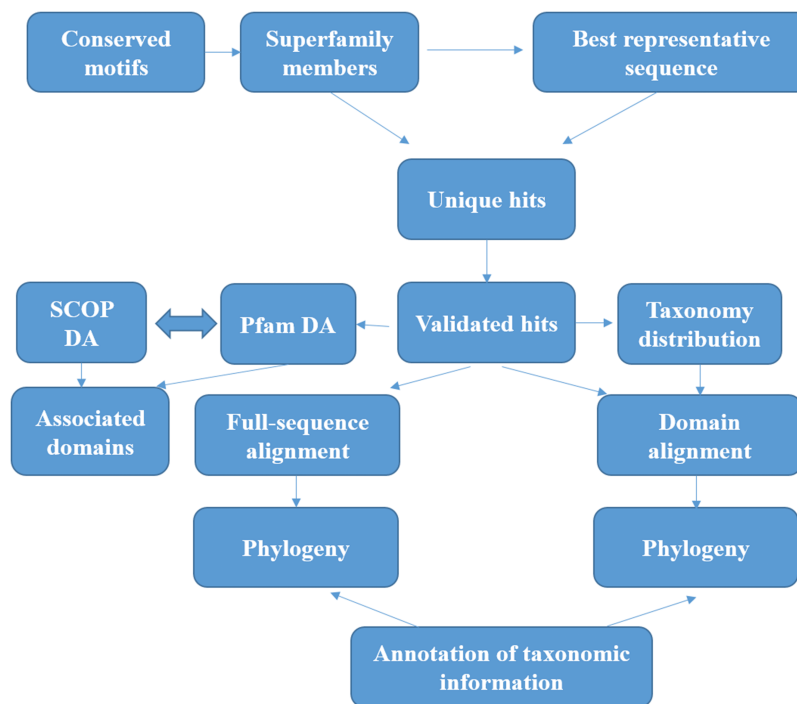 Conserved
motifs
Superfamily
members
Best representative
sequence
Unique hits
SCOP
DA
Pfam DA
Validated hits
Taxonomy
distribution
Associated
domains
Full-sequence
alignment
Domain
alignment
Phylogeny
Phylogeny
Annotation of taxonomic
information